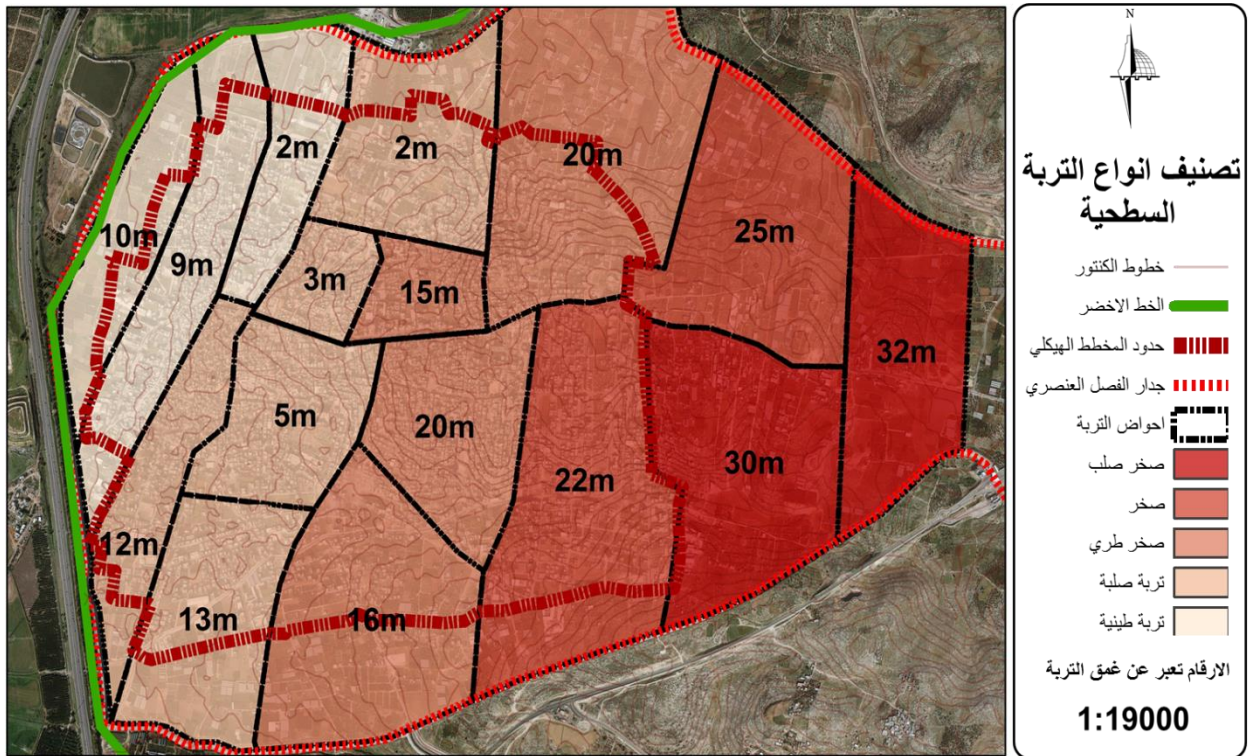 N
تصنيف انواع التربة
السطحية
خطوط الكنتور
الخط الاخضر
حدود المخطط الهيكلي
جدار الفصل العنصري
احواض التربة
صخر صلب
صخر
صخر طري
تربة صلبة
تربة طينية
الارقام تعبر عن غمق التربة
1:19000
2m
2m
20m
10m
9m
25m
3m
15m
32m
5m
20m
22m
30m
12m
13m
16m